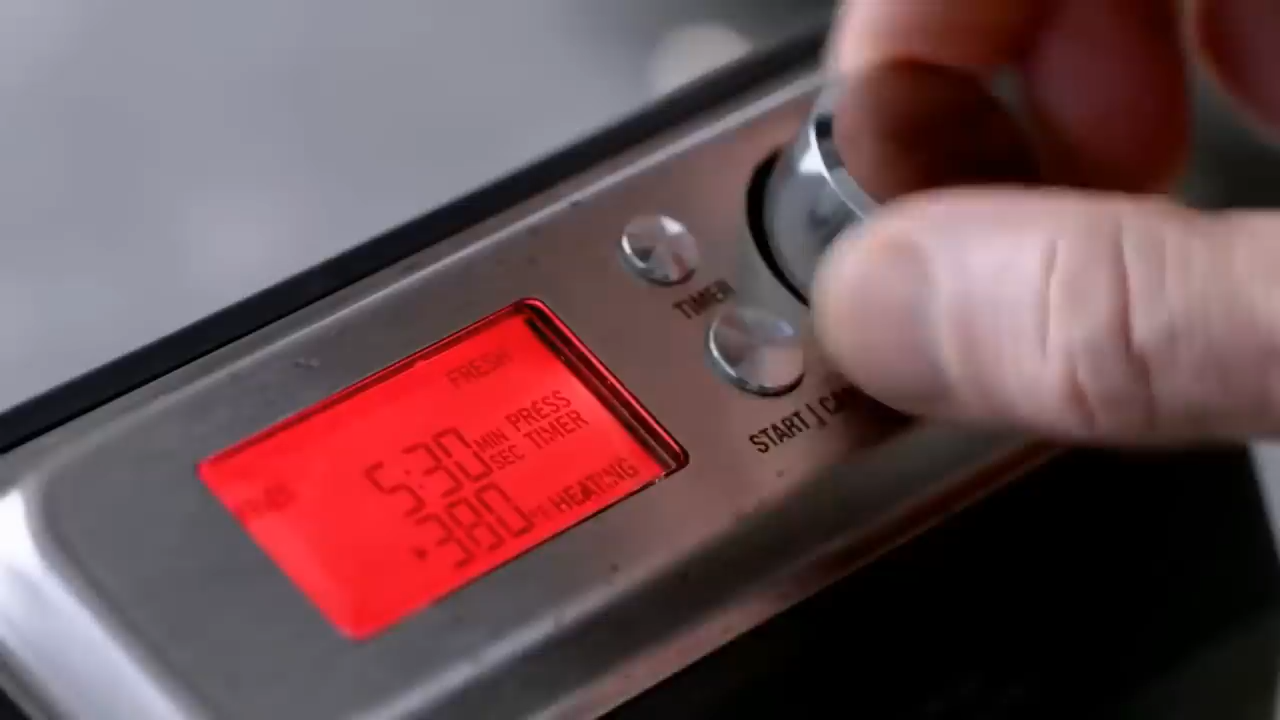 FRESH
5:30 MIN SEC PRESS TIMER
380 HEATING
TIMER
START | CA